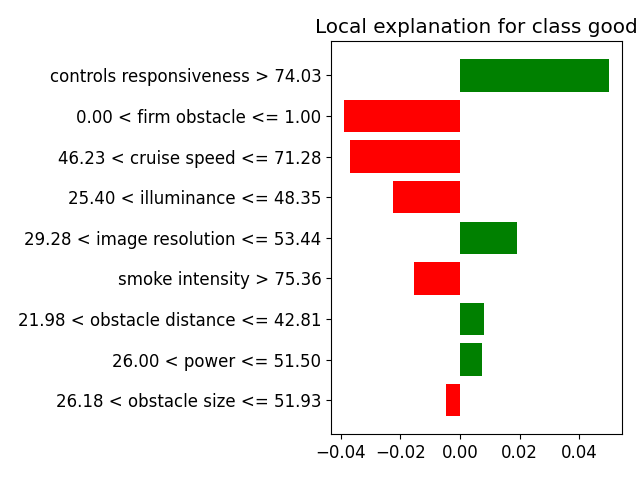 Local explanation for class good
controls responsiveness > 74.03
0.00 < firm obstacle <= 1.00
46.23 < cruise speed <= 71.28
25.40 < illuminance <= 48.35
29.28 < image resolution <= 53.44
smoke intensity > 75.36
21.98 < obstacle distance <= 42.81
26.00 < power <= 51.50
26.18 < obstacle size <= 51.93
−0.04 −0.02 0.00 0.02 0.04